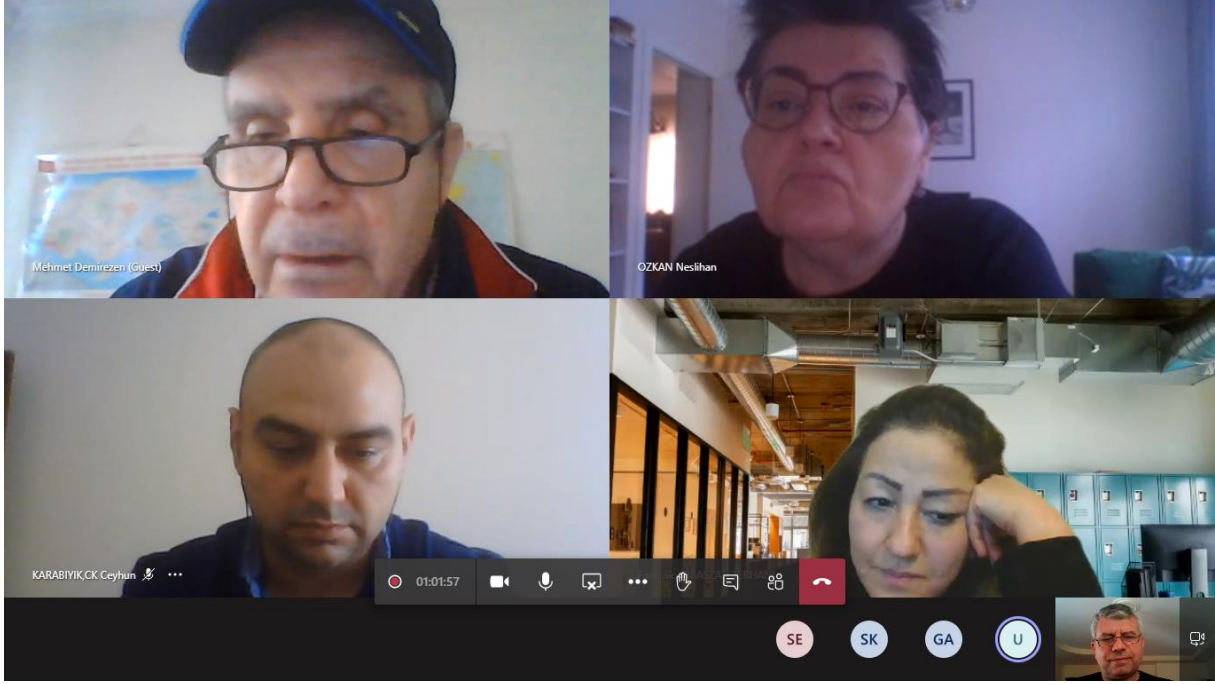 Mehmet Demirezen (Guest)
OZKAN Neslihan
KARABIYIK,CK Ceyhun
01:01:57
SE
SK
GA
U